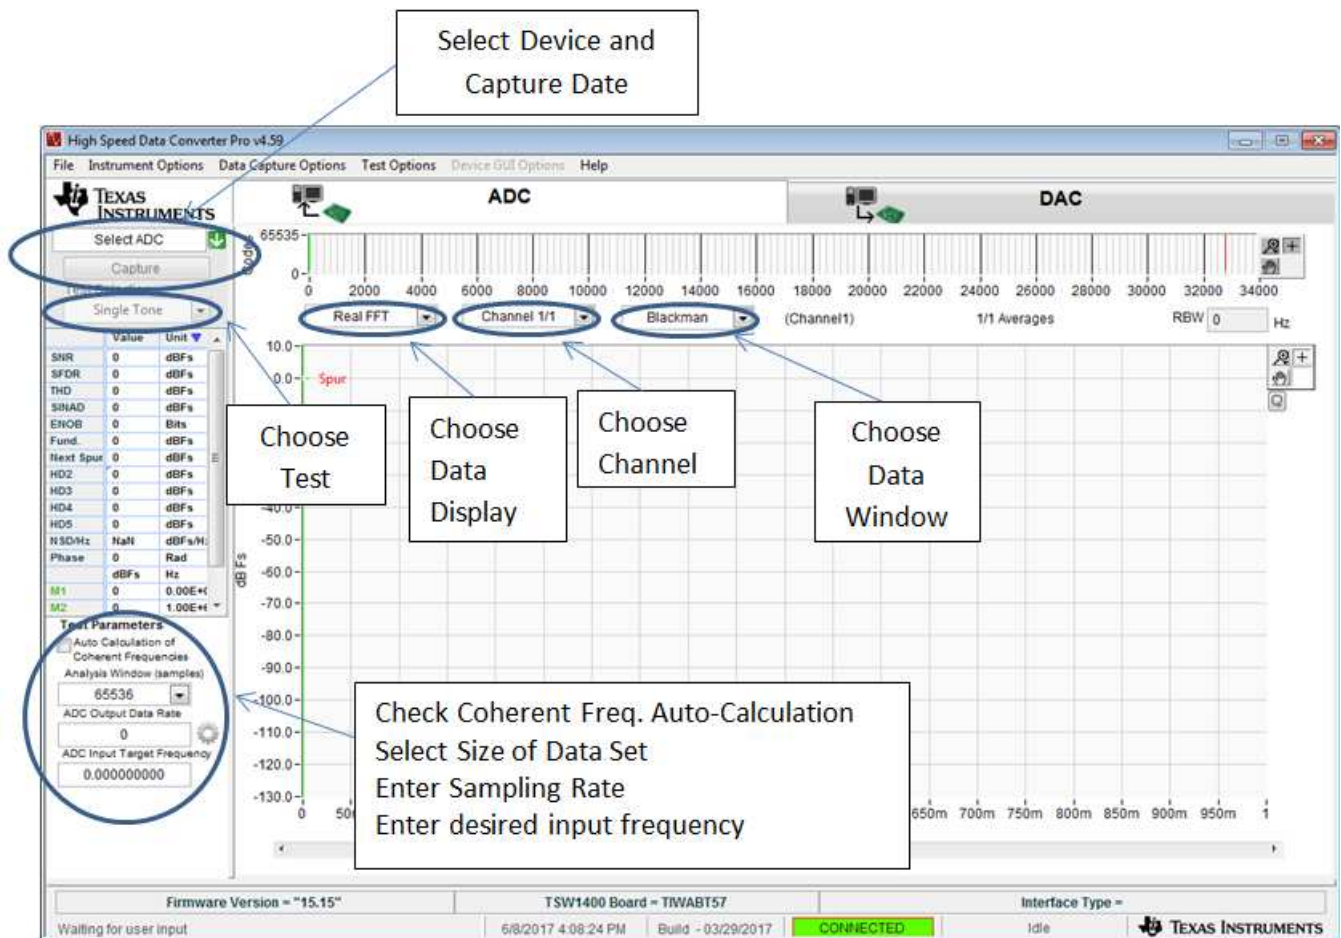 Select Device and
Capture Date
High Speed Data Converter Pro v4.59
File Instrument Options Data Capture Options Test Options Device GUI Options Help
TEXAS
INSTRUMENTS
ADC
DAC
Select ADC
Capture
Single Tone
Codes
65535
0
0 2000 4000 6000 8000 10000 12000 14000 16000 18000 20000 22000 24000 26000 28000 30000 32000 34000
Real FFT Channel 1/1 Blackman (Channel1) 1/1 Averages RBW 0 Hz
Value Unit
SNR 0 dBFs
SFDR 0 dBFs
THD 0 dBFs
SINAD 0 dBFs
ENOB 0 Bits
Fund. 0 dBFs
Next Spur 0 dBFs
HD2 0 dBFs
HD3 0 dBFs
HD4 0 dBFs
HD5 0 dBFs
NSD/Hz NaN dBFs/H
Phase 0 Rad
dBFs Hz
M1 0 0.00E+
M2 0 1.00E+
10.0
0.0
Spur
Choose
Test
Choose
Data
Display
Choose
Channel
Choose
Data
Window
-40.0
-50.0
-60.0
-70.0
-80.0
-90.0
-100.0
-110.0
-120.0
-130.0
dB Fs
Test Parameters
Auto Calculation of
Coherent Frequencies
Analysis Window (samples)
65536
ADC Output Data Rate
0
ADC Input Target Frequency
0.000000000
Check Coherent Freq. Auto-Calculation
Select Size of Data Set
Enter Sampling Rate
Enter desired input frequency
0 650m 700m 750m 800m 850m 900m 950m 1
Firmware Version = "15.15" TSW1400 Board = TIWABT57 Interface Type =
Waiting for user input 6/8/2017 4:08:24 PM Build - 03/29/2017 CONNECTED Idle TEXAS INSTRUMENTS